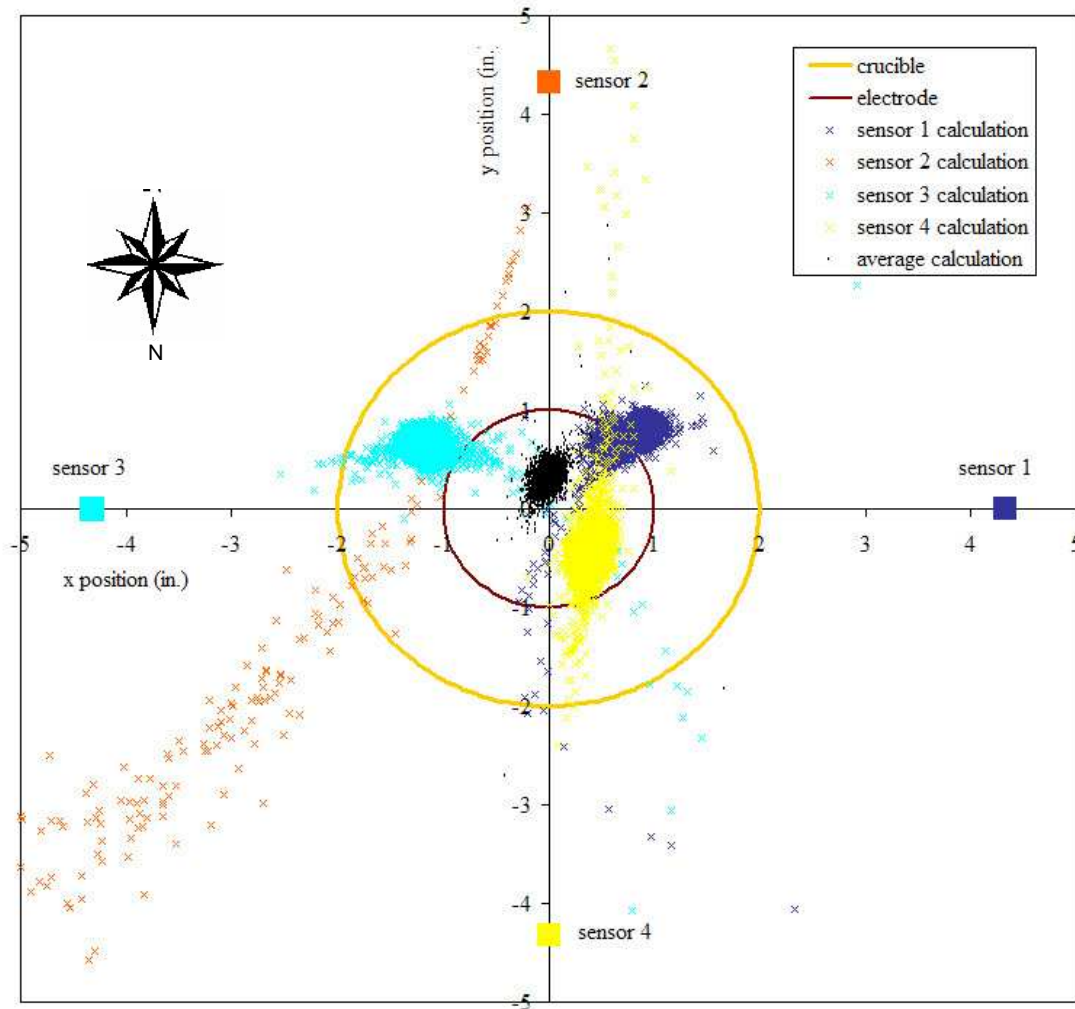 5
y position (in.)
sensor 2
crucible
electrode
sensor 1 calculation
sensor 2 calculation
sensor 3 calculation
sensor 4 calculation
average calculation
4
3
2
1
N
sensor 3
sensor 1
-5 -4 -3 -2 -1 0 1 2 3 4 5
x position (in.)
-1
-2
-3
-4
sensor 4
-5